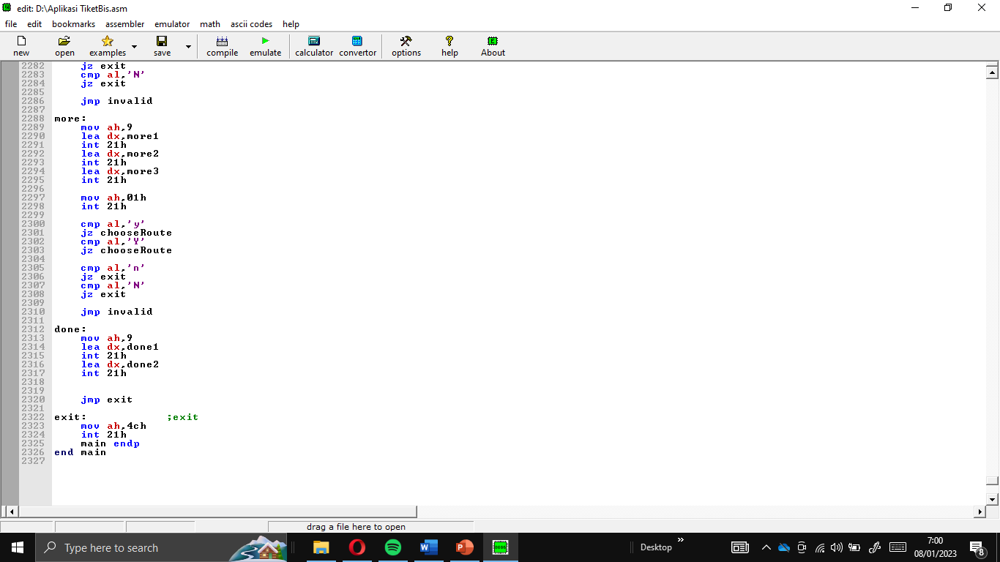 edit: D:\Aplikasi TiketBis.asm
file edit bookmarks assembler emulator math ascii codes help
new open examples save compile emulate calculator convertor options help About
2282 jz exit
2283 cmp al,'N'
2284 jz exit
2285
2286 jmp invalid
2287
2288 more:
2289 mov ah,9
2290 lea dx,more1
2291 int 21h
2292 lea dx,more2
2293 int 21h
2294 lea dx,more3
2295 int 21h
2296
2297 mov ah,01h
2298 int 21h
2299
2300 cmp al,'y'
2301 jz chooseRoute
2302 cmp al,'Y'
2303 jz chooseRoute
2304
2305 cmp al,'n'
2306 jz exit
2307 cmp al,'N'
2308 jz exit
2309
2310 jmp invalid
2311
2312 done:
2313 mov ah,9
2314 lea dx,done1
2315 int 21h
2316 lea dx,done2
2317 int 21h
2318
2319
2320 jmp exit
2321
2322 exit: ;exit
2323 mov ah,4ch
2324 int 21h
2325 main endp
2326 end main
2327
drag a file here to open
Type here to search
Desktop
7:00
08/01/2023
8